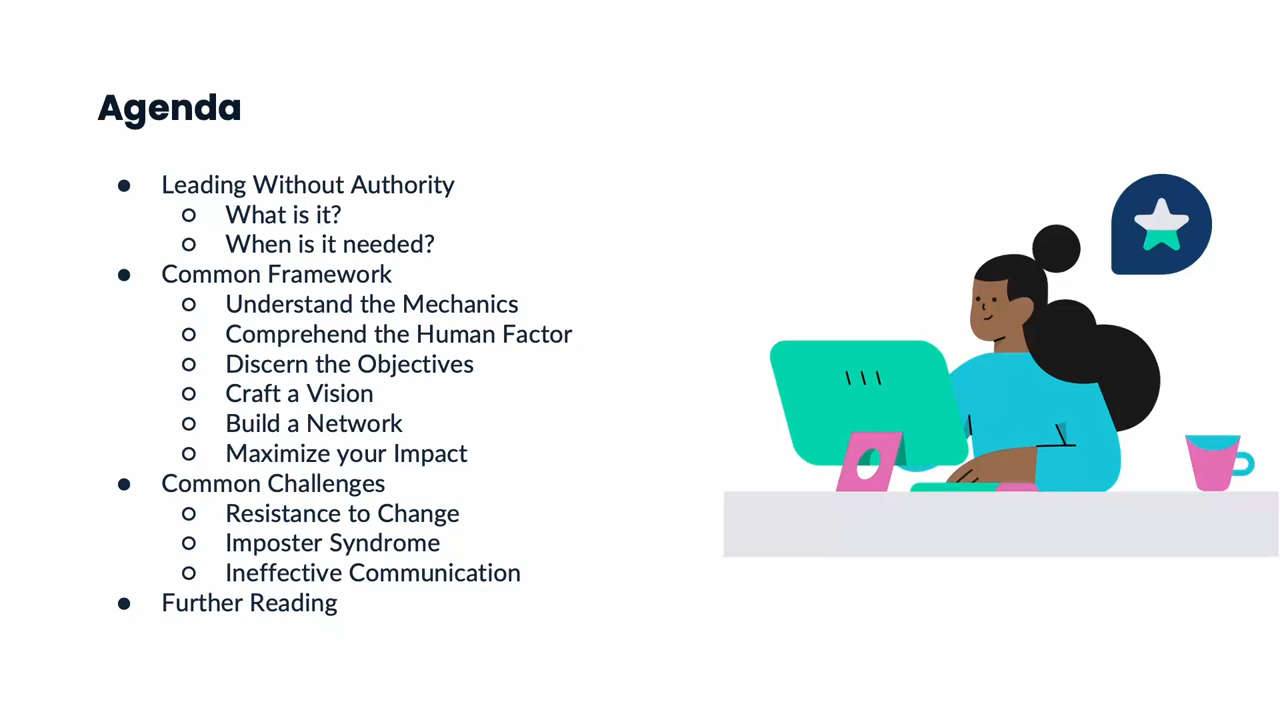 Agenda
● Leading Without Authority
○ What is it?
○ When is it needed?
● Common Framework
○ Understand the Mechanics
○ Comprehend the Human Factor
○ Discern the Objectives
○ Craft a Vision
○ Build a Network
○ Maximize your Impact
● Common Challenges
○ Resistance to Change
○ Imposter Syndrome
○ Ineffective Communication
● Further Reading